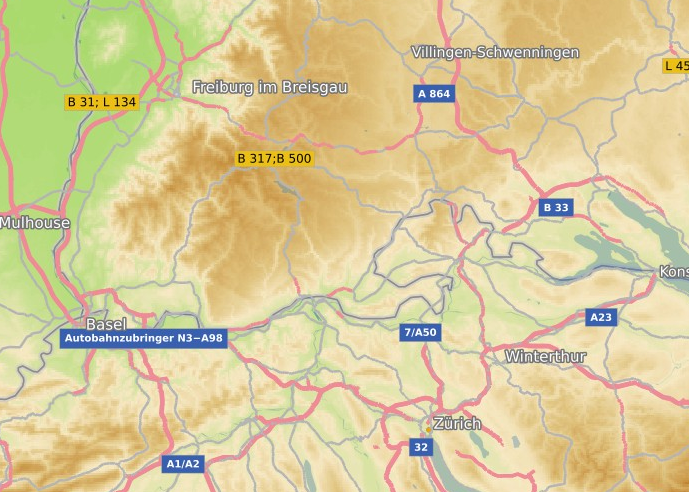 Villingen-Schwenningen
L 45
Freiburg im Breisgau
A 864
B 31; L 134
B 317;B 500
B 33
Mulhouse
Kons
A23
Basel
Autobahnzubringer N3−A98
7/A50
Winterthur
Zürich
32
A1/A2